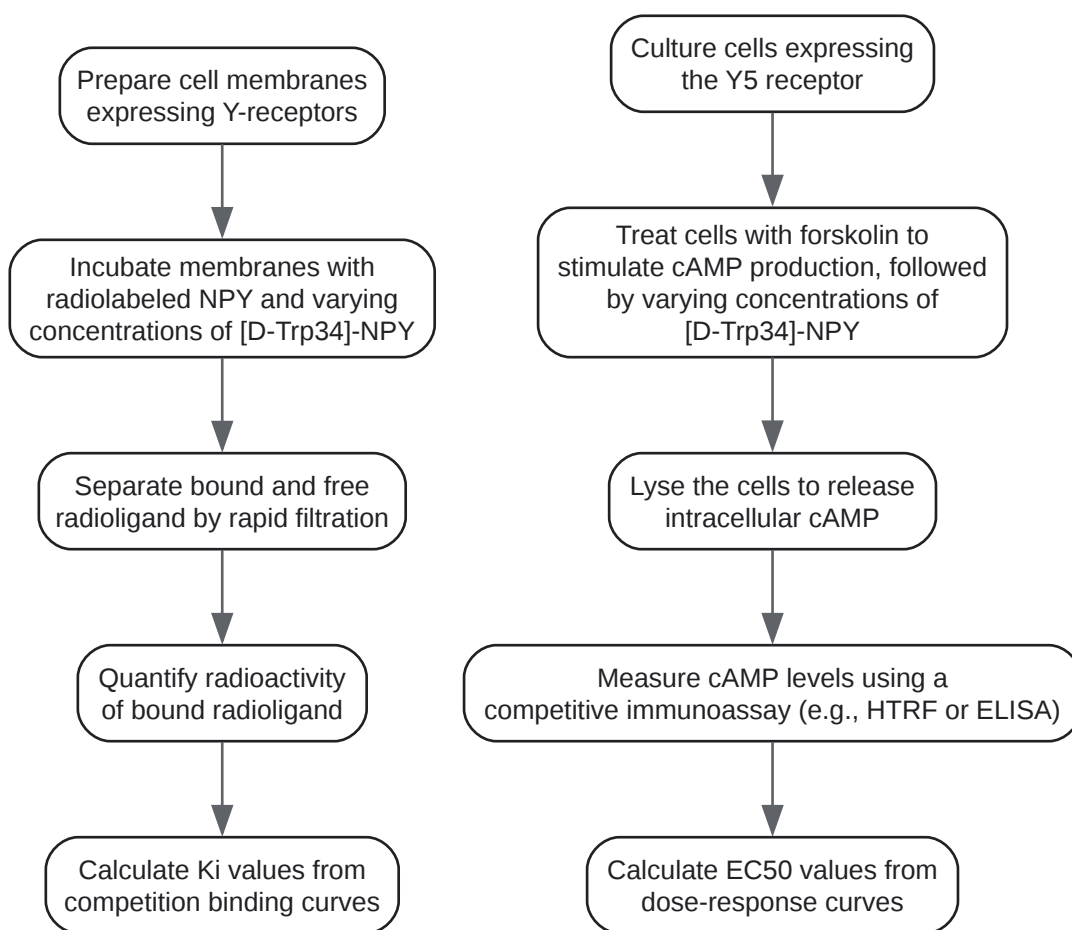 Prepare cell membranes
expressing Y-receptors
Incubate membranes with
radiolabeled NPY and varying
concentrations of [D-Trp34]-NPY
Separate bound and free
radioligand by rapid filtration
Quantify radioactivity
of bound radioligand
Calculate Ki values from
competition binding curves
Culture cells expressing
the Y5 receptor
Treat cells with forskolin to
stimulate cAMP production, followed
by varying concentrations of
[D-Trp34]-NPY
Lyse the cells to release
intracellular cAMP
Measure cAMP levels using a
competitive immunoassay (e.g., HTRF or ELISA)
Calculate EC50 values from
dose-response curves